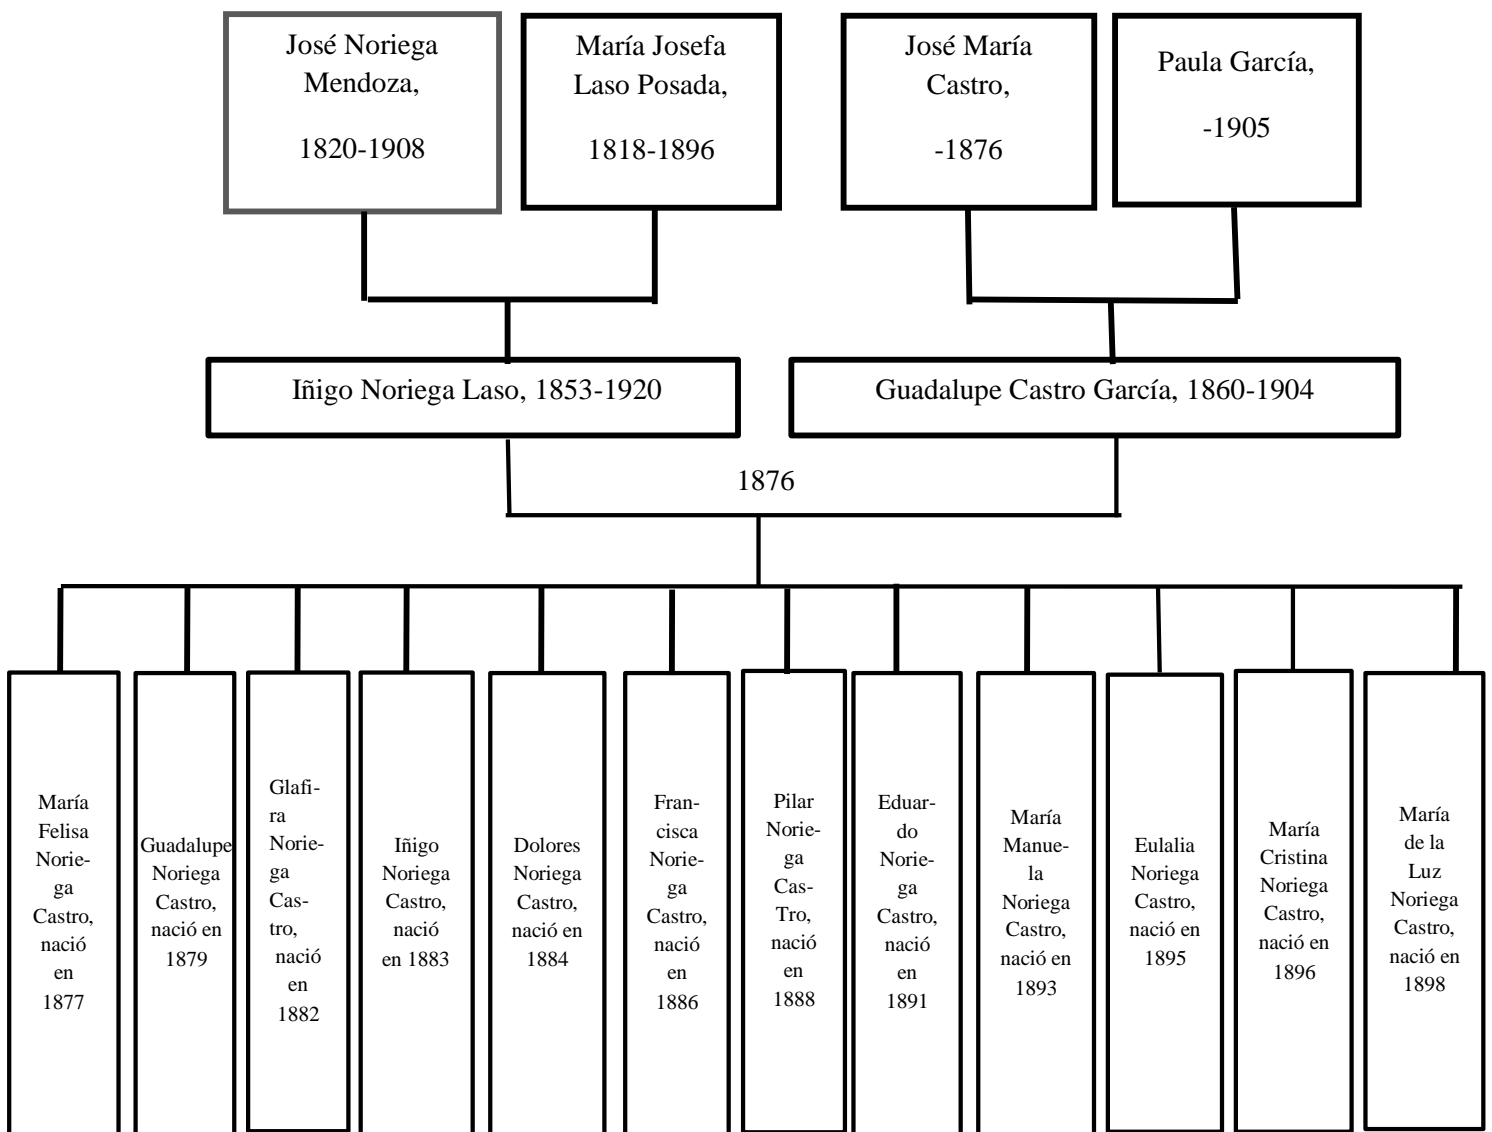 José Noriega
Mendoza,
1820-1908
María Josefa
Laso Posada,
1818-1896
José María
Castro,
-1876
Paula García,
-1905
Iñigo Noriega Laso, 1853-1920
Guadalupe Castro García, 1860-1904
1876
María
Felisa
Norie-
ga
Castro,
nació
en
1877
Guadalupe
Noriega
Castro,
nació en
1879
Glafi-
ra
Norie-
ga
Cas-
tro,
nació
en
1882
Iñigo
Noriega
Castro,
nació
en 1883
Dolores
Noriega
Castro,
nació en
1884
Fran-
cisca
Norie-
ga
Castro,
nació
en
1886
Pilar
Norie-
ga
Cas-
Tro,
nació
en
1888
Eduar-
do
Norie-
ga
Castro,
nació
en
1891
María
Manue-
la
Noriega
Castro,
nació en
1893
Eulalia
Noriega
Castro,
nació en
1895
María
Cristina
Noriega
Castro,
nació en
1896
María
de la
Luz
Noriega
Castro,
nació en
1898